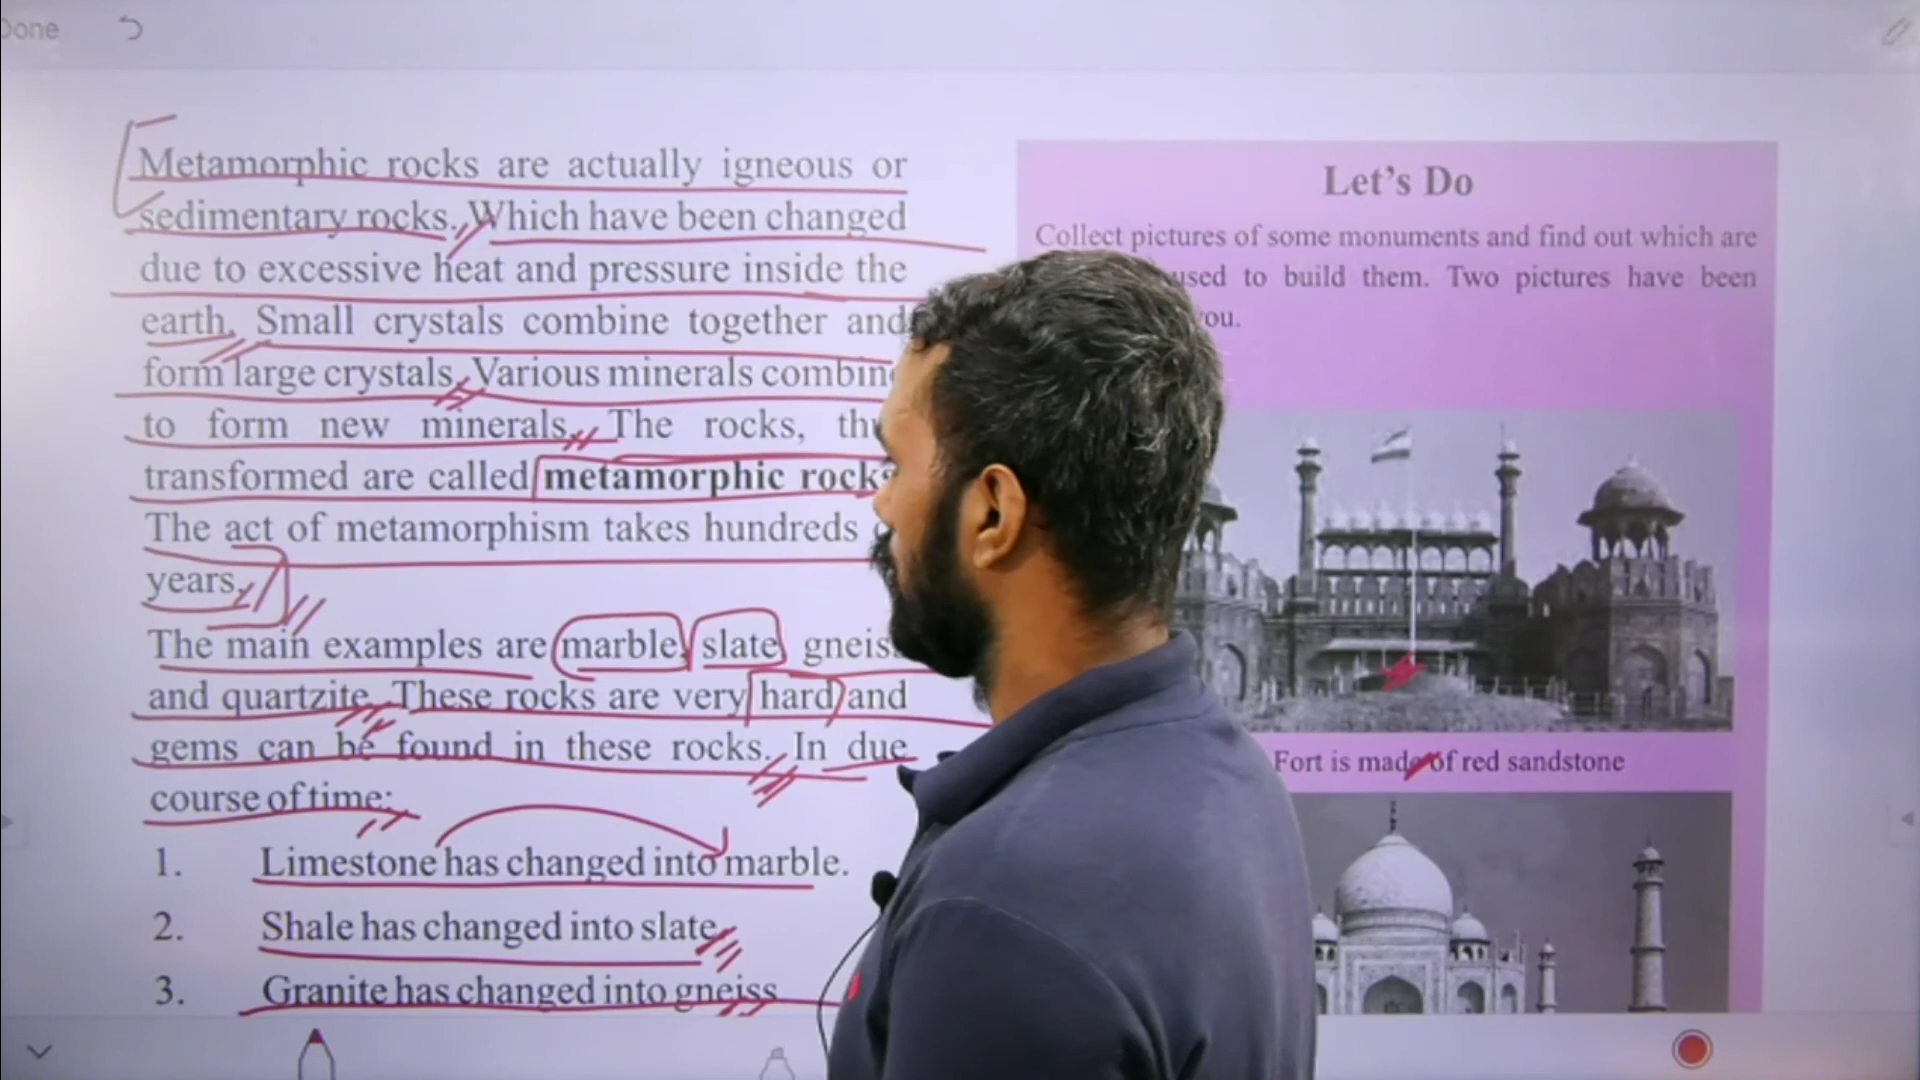 Done
Metamorphic rocks are actually igneous or
sedimentary rocks. Which have been changed
due to excessive heat and pressure inside the
earth. Small crystals combine together and
form large crystals. Various minerals
to form new minerals. The rocks,
transformed are called metamorphic
The act of metamorphism takes hundreds
years.
The main examples are marble, slate,
and quartzite. These rocks are very hard and
gems can be found in these rocks. In due
course of time:
1. Limestone has changed into marble.
2. Shale has changed into slate.
3. Granite has changed into gneiss
Let's Do
Collect pictures of some monuments and find out which are
used to build them. Two pictures have been
Fort is made of red sandstone